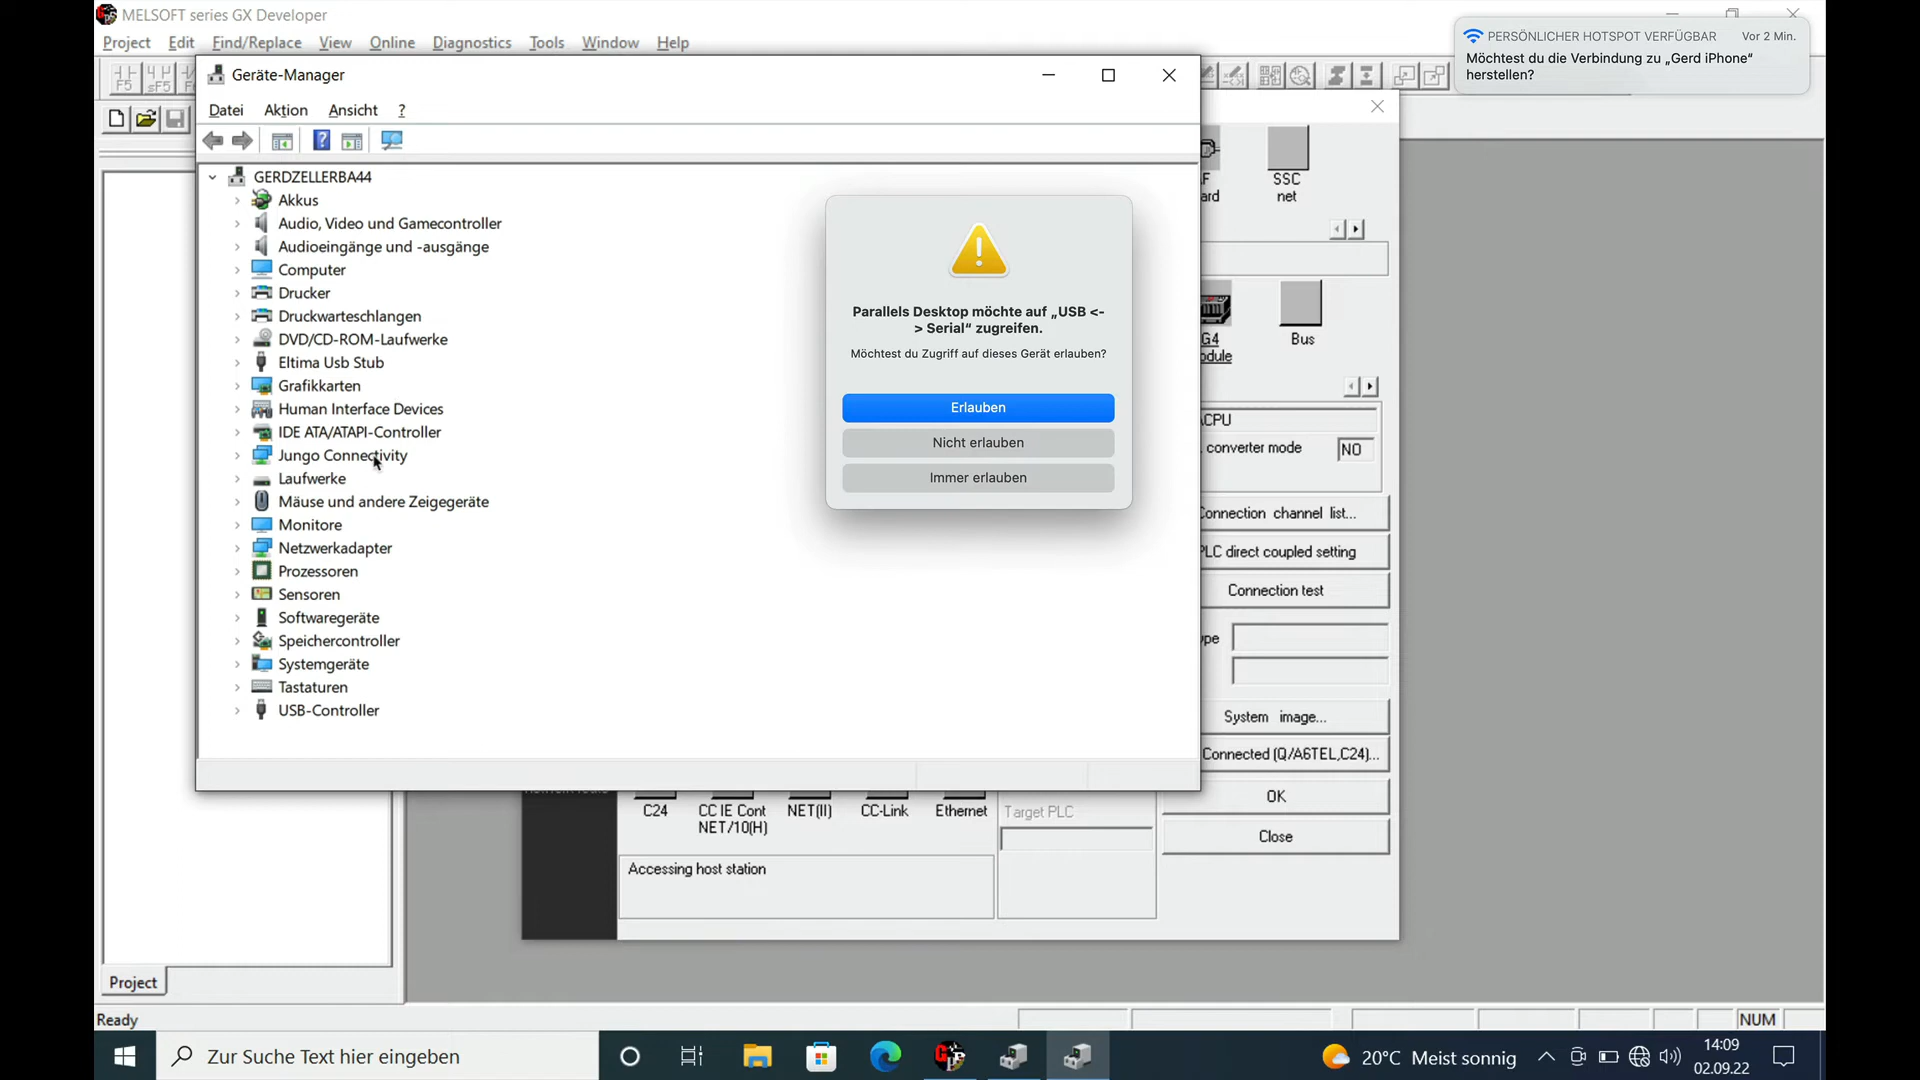 MELSOFT series GX Developer
Project Edit Find/Replace View Online Diagnostics Tools Window Help
F5 sF5
PERSÖNLICHER HOTSPOT VERFÜGBAR Vor 2 Min.
Möchtest du die Verbindung zu „Gerd iPhone“
herstellen?
Geräte-Manager
Datei Aktion Ansicht ?
GERDZELLERBA44
Akkus
Audio, Video und Gamecontroller
Audioeingänge und -ausgänge
Computer
Drucker
Druckwarteschlangen
DVD/CD-ROM-Laufwerke
Eltima Usb Stub
Grafikkarten
Human Interface Devices
IDE ATA/ATAPI-Controller
Jungo Connectivity
Laufwerke
Mäuse und andere Zeigegeräte
Monitore
Netzwerkadapter
Prozessoren
Sensoren
Softwaregeräte
Speichercontroller
Systemgeräte
Tastaturen
USB-Controller
Parallels Desktop möchte auf „USB <-
> Serial“ zugreifen.
Möchtest du Zugriff auf dieses Gerät erlauben?
Erlauben
Nicht erlauben
Immer erlauben
SSC
net
G4
Bus
CPU
converter mode NO
Connection channel list...
PLC direct coupled setting
Connection test
System image...
Connected (Q/A6TEL,C24)...
OK
Close
C24
CC IE Cont
NET/10(H)
NET(II)
CC-Link
Ethernet
Target PLC
Accessing host station
Project
Ready
NUM
Zur Suche Text hier eingeben
20°C Meist sonnig
14:09
02.09.22